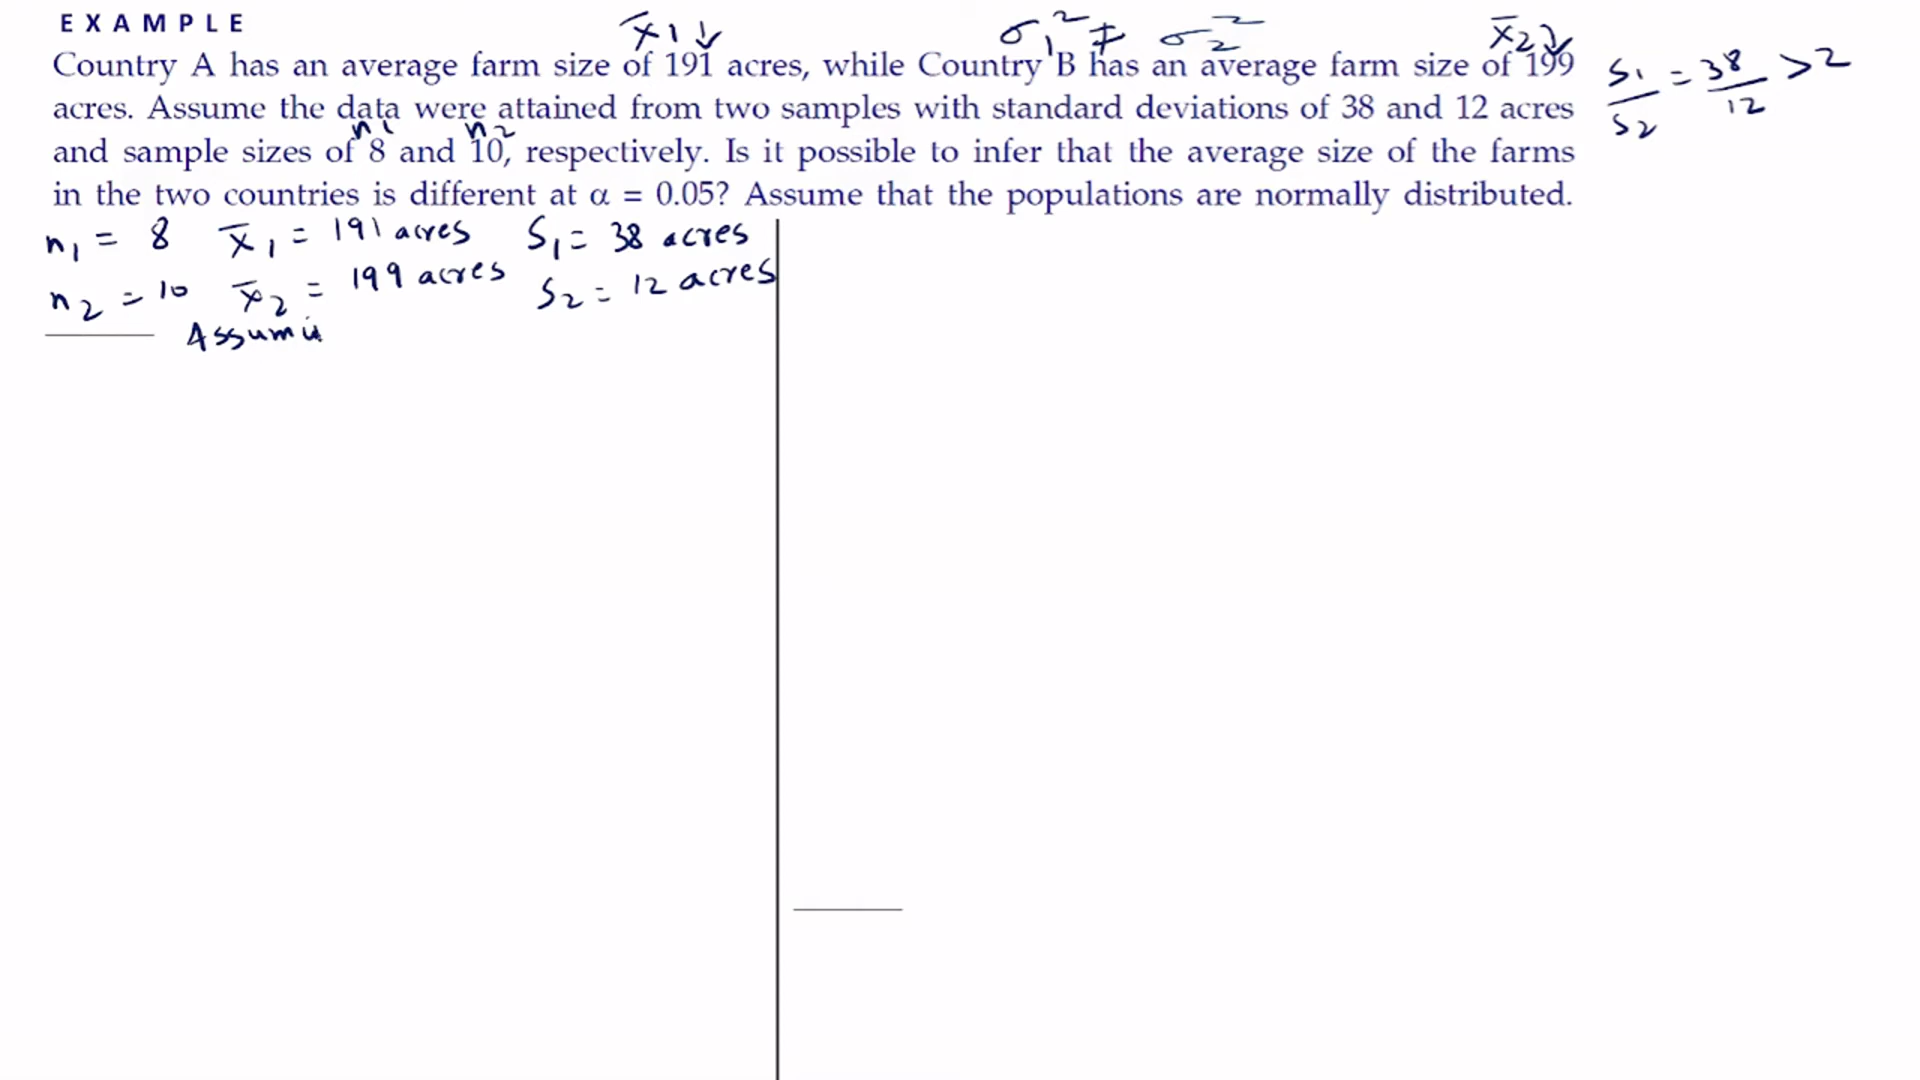 EXAMPLE
x̄1 ↓ σ₁² ≠ σ₂² x̄2 ↓
Country A has an average farm size of 191 acres, while Country B has an average farm size of 199
acres. Assume the data were attained from two samples with standard deviations of 38 and 12 acres
S1/S2 = 38/12 > 2
n1 n2
and sample sizes of 8 and 10, respectively. Is it possible to infer that the average size of the farms
in the two countries is different at α = 0.05? Assume that the populations are normally distributed.
n1 = 8 x̄1 = 191 acres S1 = 38 acres
n2 = 10 x̄2 = 199 acres S2 = 12 acres
Assumi